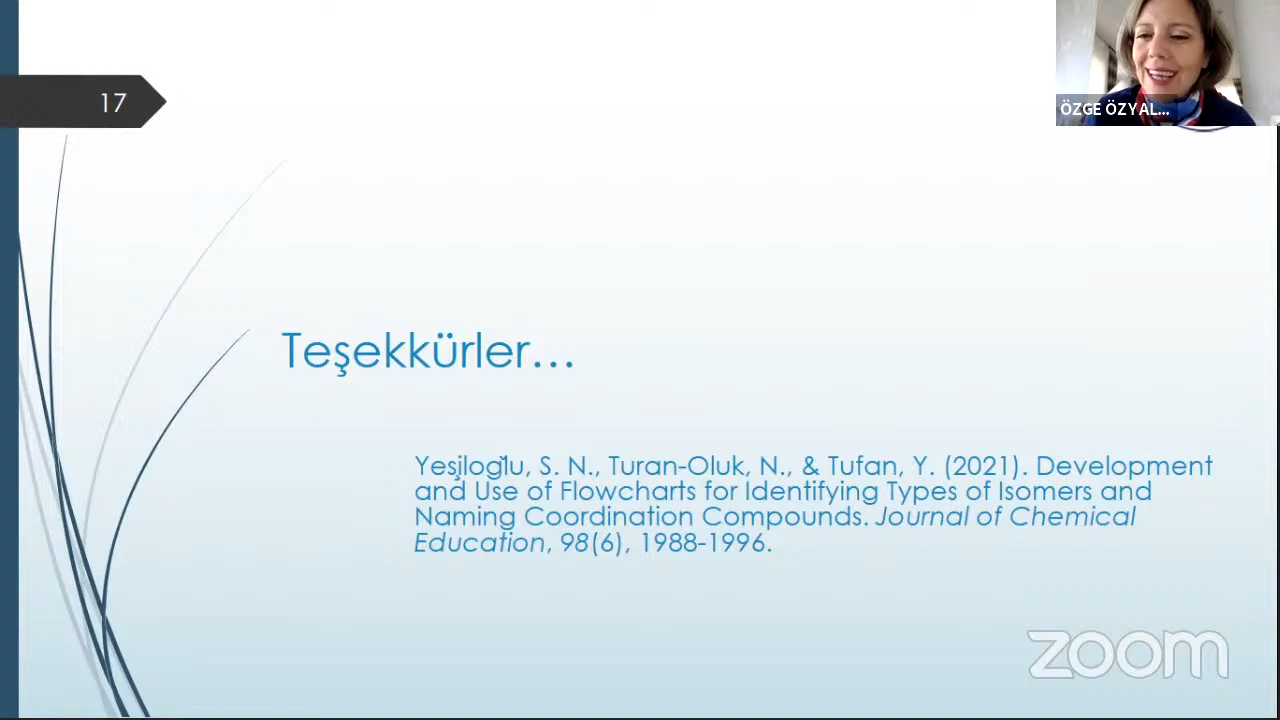 17
ÖZGE ÖZYAL...
Teşekkürler...
Yeşiloğlu, S. N., Turan-Oluk, N., & Tufan, Y. (2021). Development
and Use of Flowcharts for Identifying Types of Isomers and
Naming Coordination Compounds. Journal of Chemical
Education, 98(6), 1988-1996.
zoom